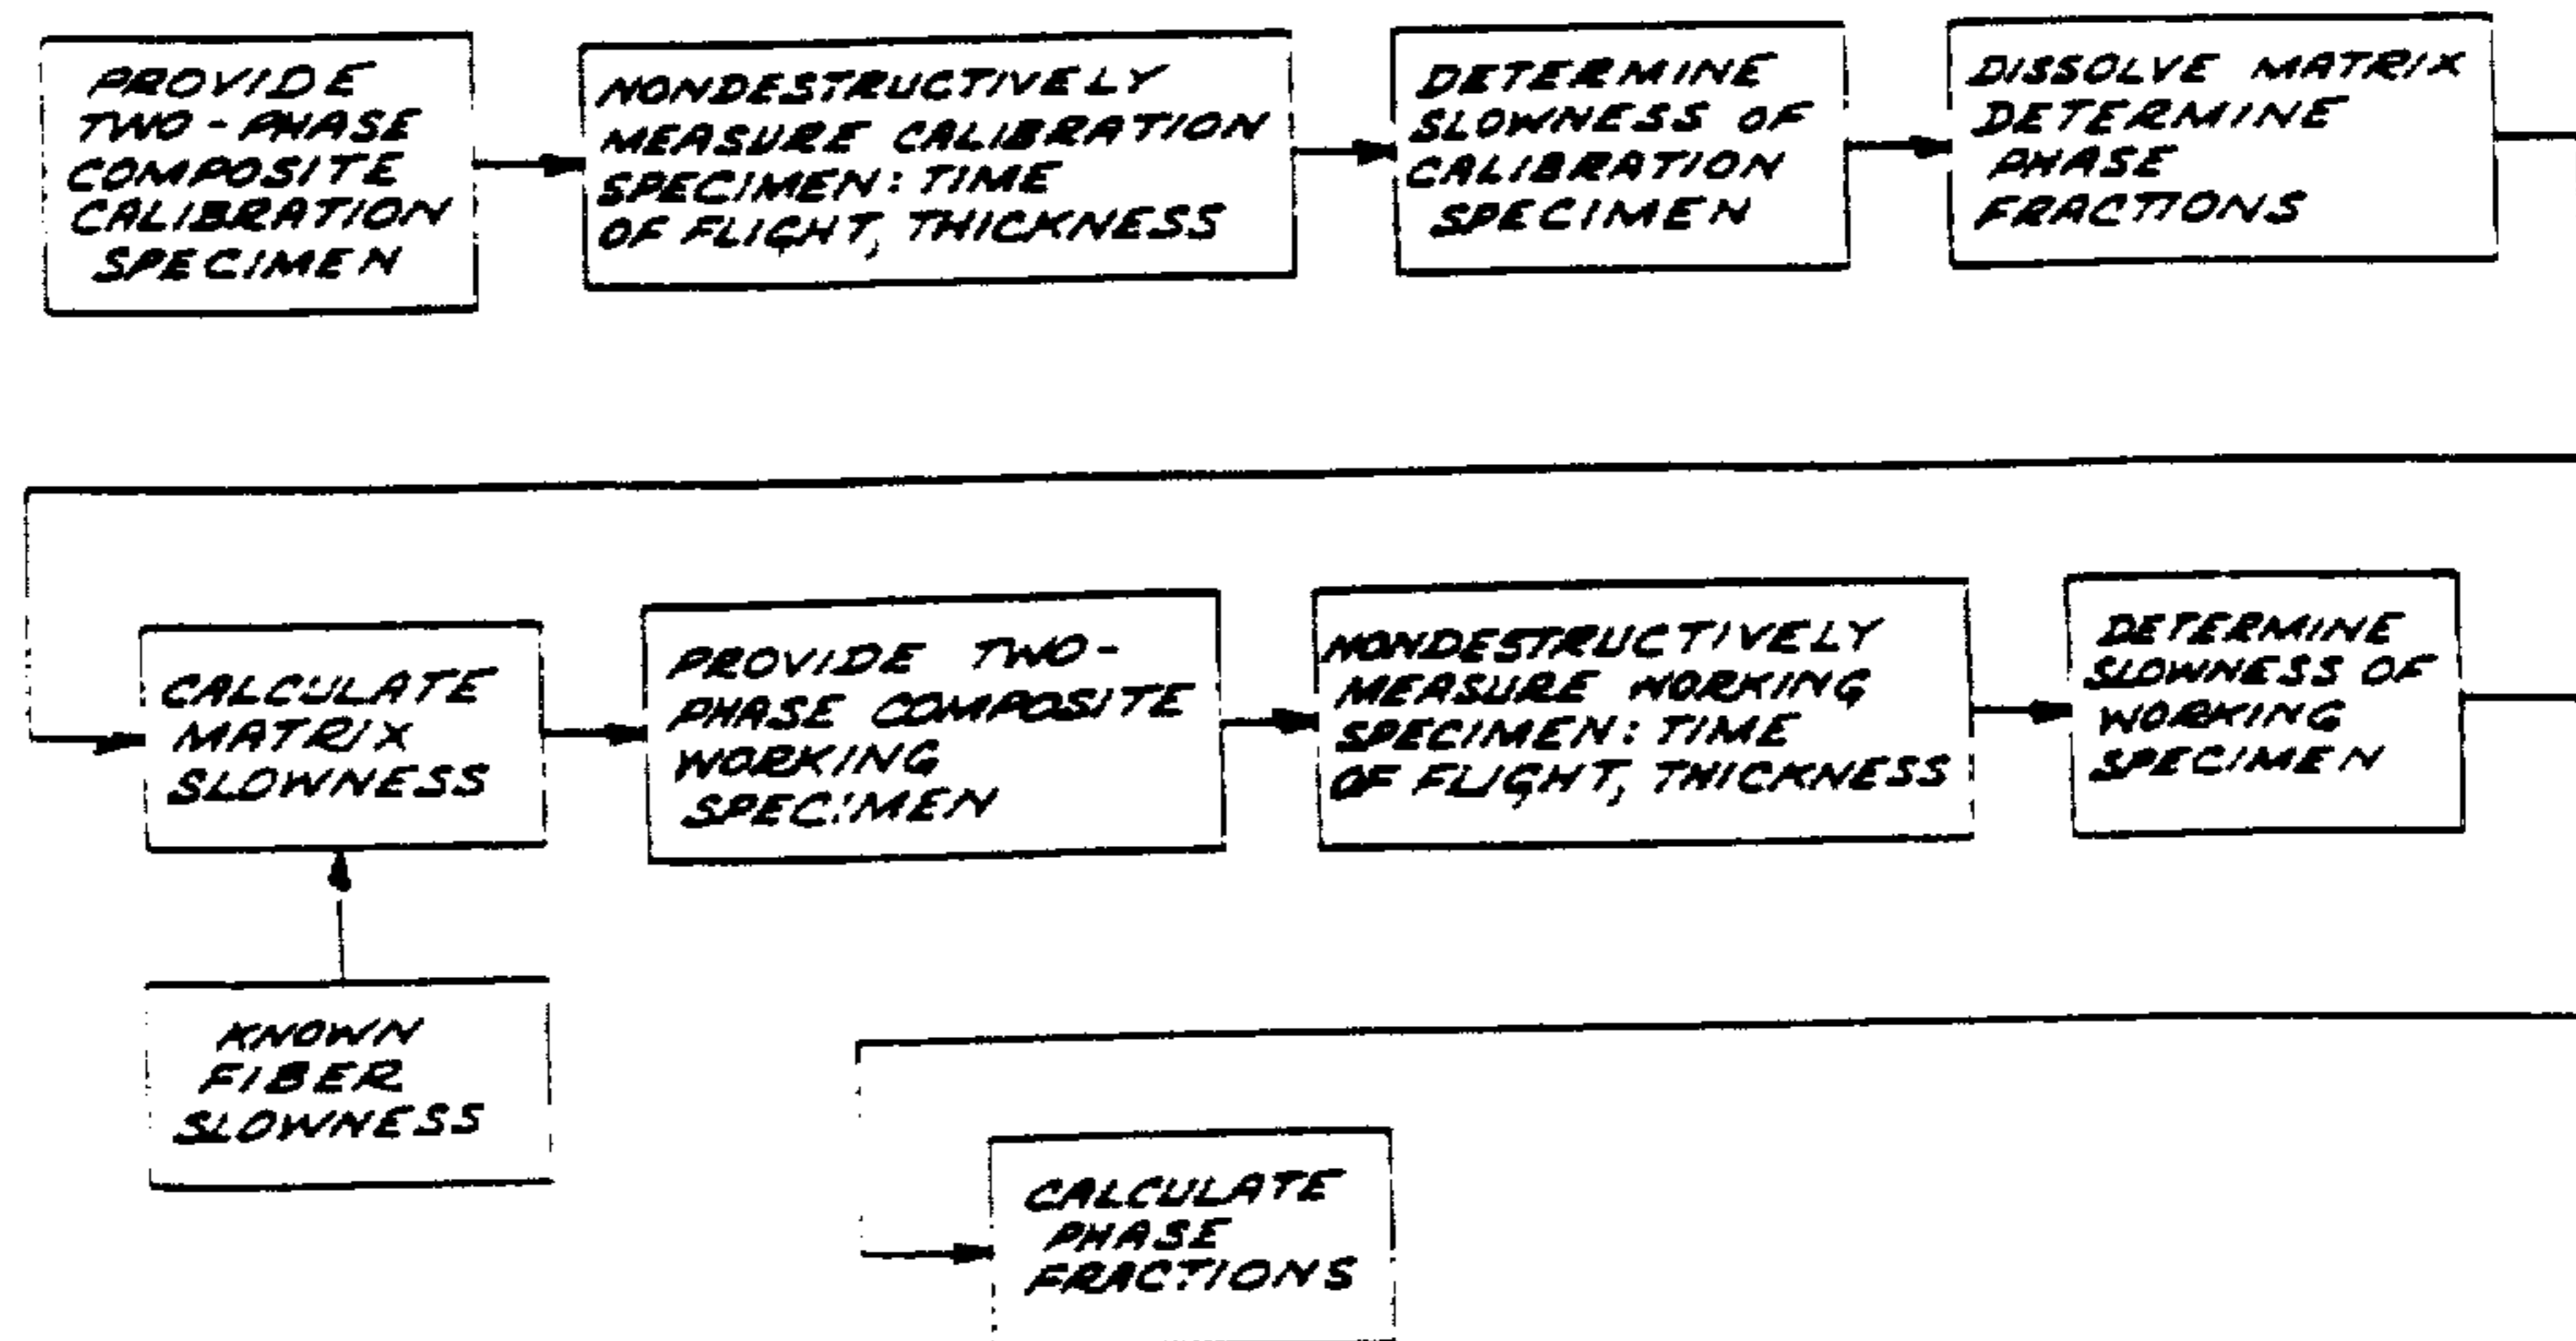 PROVIDE
TWO-PHASE
COMPOSITE
CALIBRATION
SPECIMEN
NONDESTRUCTIVELY
MEASURE CALIBRATION
SPECIMEN: TIME
OF FLIGHT, THICKNESS
DETERMINE
SLOWNESS OF
CALIBRATION
SPECIMEN
DISSOLVE MATRIX
DETERMINE
PHASE
FRACTIONS
CALCULATE
MATRIX
SLOWNESS
PROVIDE TWO-
PHASE COMPOSITE
WORKING
SPECIMEN
NONDESTRUCTIVELY
MEASURE WORKING
SPECIMEN: TIME
OF FLIGHT, THICKNESS
DETERMINE
SLOWNESS OF
WORKING
SPECIMEN
KNOWN
FIBER
SLOWNESS
CALCULATE
PHASE
FRACTIONS